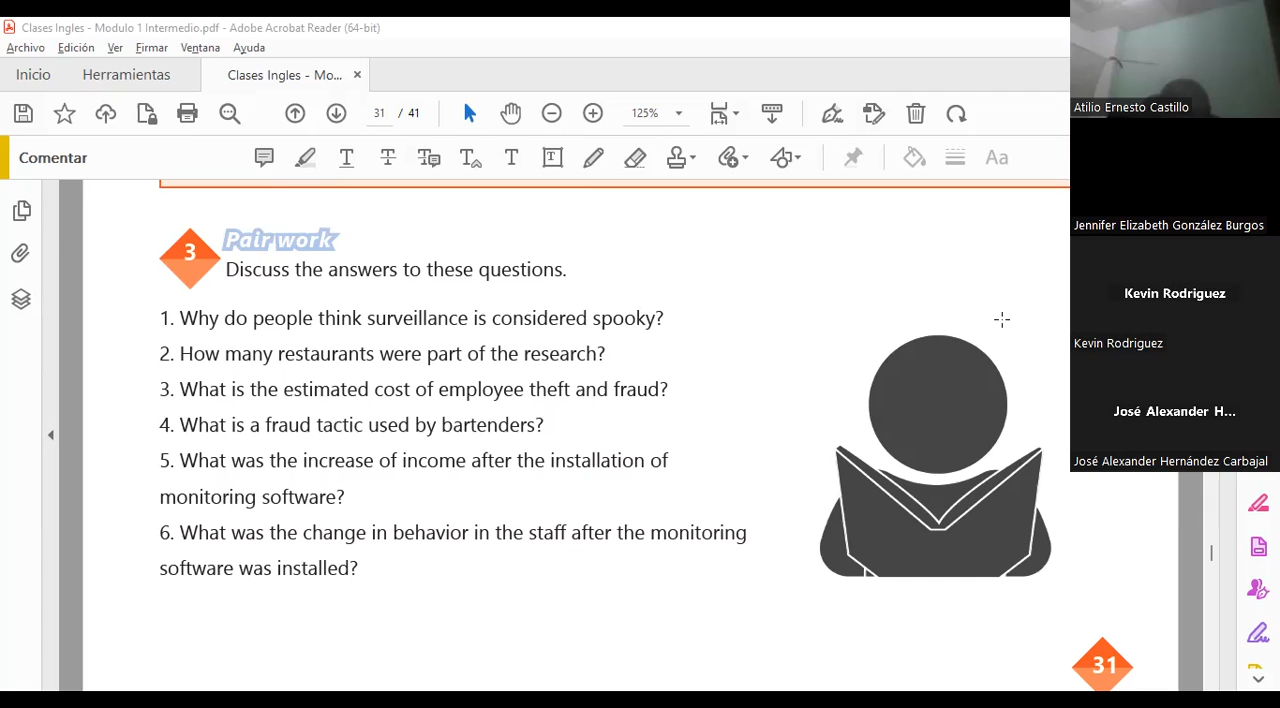 Clases Ingles - Modulo 1 Intermedio.pdf - Adobe Acrobat Reader (64-bit)
Archivo Edición Ver Firmar Ventana Ayuda
Inicio Herramientas Clases Ingles - Mo... ×
31 / 41 125%
Comentar
Aa
3 Pair work
Discuss the answers to these questions.
1. Why do people think surveillance is considered spooky?
2. How many restaurants were part of the research?
3. What is the estimated cost of employee theft and fraud?
4. What is a fraud tactic used by bartenders?
5. What was the increase of income after the installation of
monitoring software?
6. What was the change in behavior in the staff after the monitoring
software was installed?
31
Atilio Ernesto Castillo
Jennifer Elizabeth González Burgos
Kevin Rodriguez
Kevin Rodriguez
José Alexander H...
José Alexander Hernández Carbajal